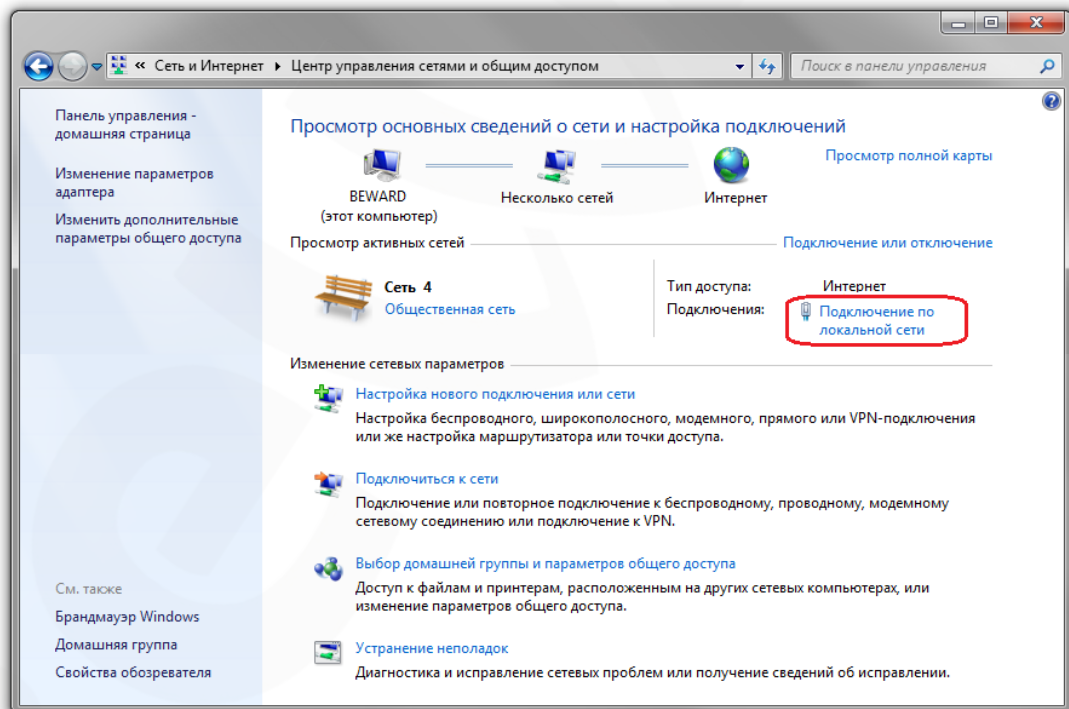 « Сеть и Интернет ▸ Центр управления сетями и общим доступом
Поиск в панели управления
Панель управления -
домашняя страница
Изменение параметров
адаптера
Изменить дополнительные
параметры общего доступа
Просмотр основных сведений о сети и настройка подключений
Просмотр полной карты
BEWARD
(этот компьютер)
Несколько сетей
Интернет
Просмотр активных сетей
Подключение или отключение
Сеть 4
Общественная сеть
Тип доступа: Интернет
Подключения: Подключение по
локальной сети
Изменение сетевых параметров
Настройка нового подключения или сети
Настройка беспроводного, широкополосного, модемного, прямого или VPN-подключения
или же настройка маршрутизатора или точки доступа.
Подключиться к сети
Подключение или повторное подключение к беспроводному, проводному, модемному
сетевому соединению или подключение к VPN.
Выбор домашней группы и параметров общего доступа
Доступ к файлам и принтерам, расположенным на других сетевых компьютерах, или
изменение параметров общего доступа.
Устранение неполадок
Диагностика и исправление сетевых проблем или получение сведений об исправлении.
См. также
Брандмауэр Windows
Домашняя группа
Свойства обозревателя